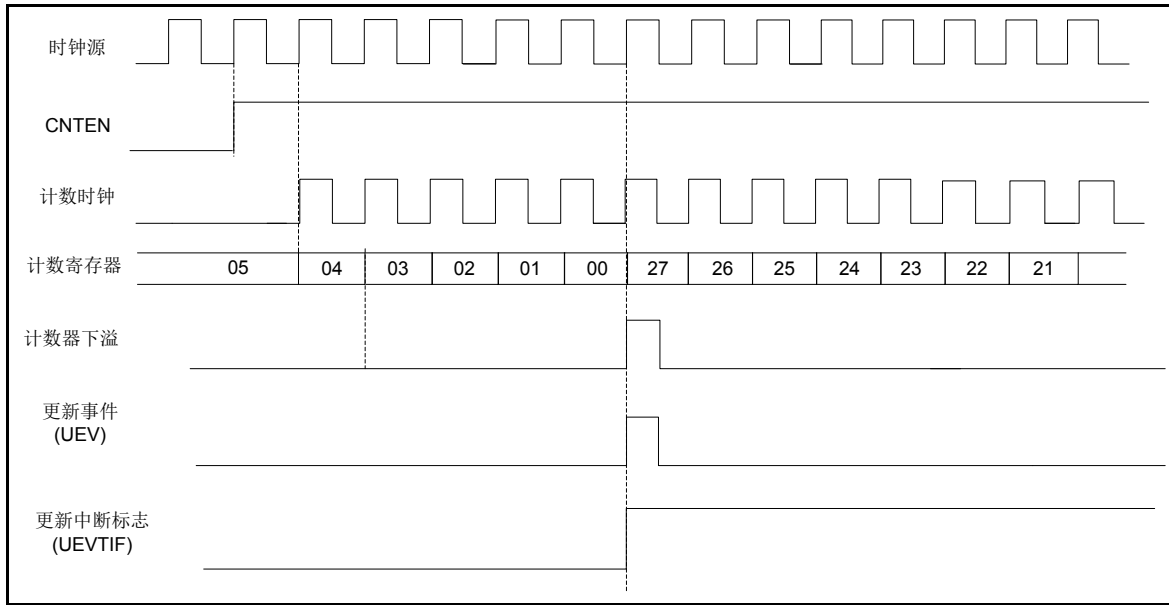 时钟源
CNTEN
计数时钟
计数寄存器 05 04 03 02 01 00 27 26 25 24 23 22 21
计数器下溢
更新事件
(UEV)
更新中断标志
(UEVTIF)